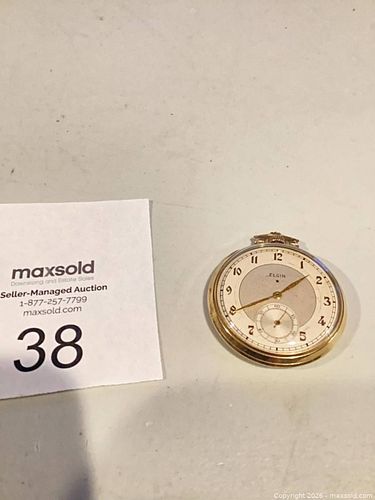 maxsold
Downsizing and Estate Sales
Seller-Managed Auction
1-877-257-7799
maxsold.com
38
ELGIN
11 12 1
10 2
9 3
8 4
7 5
60
Copyright 2026 - maxsold.com